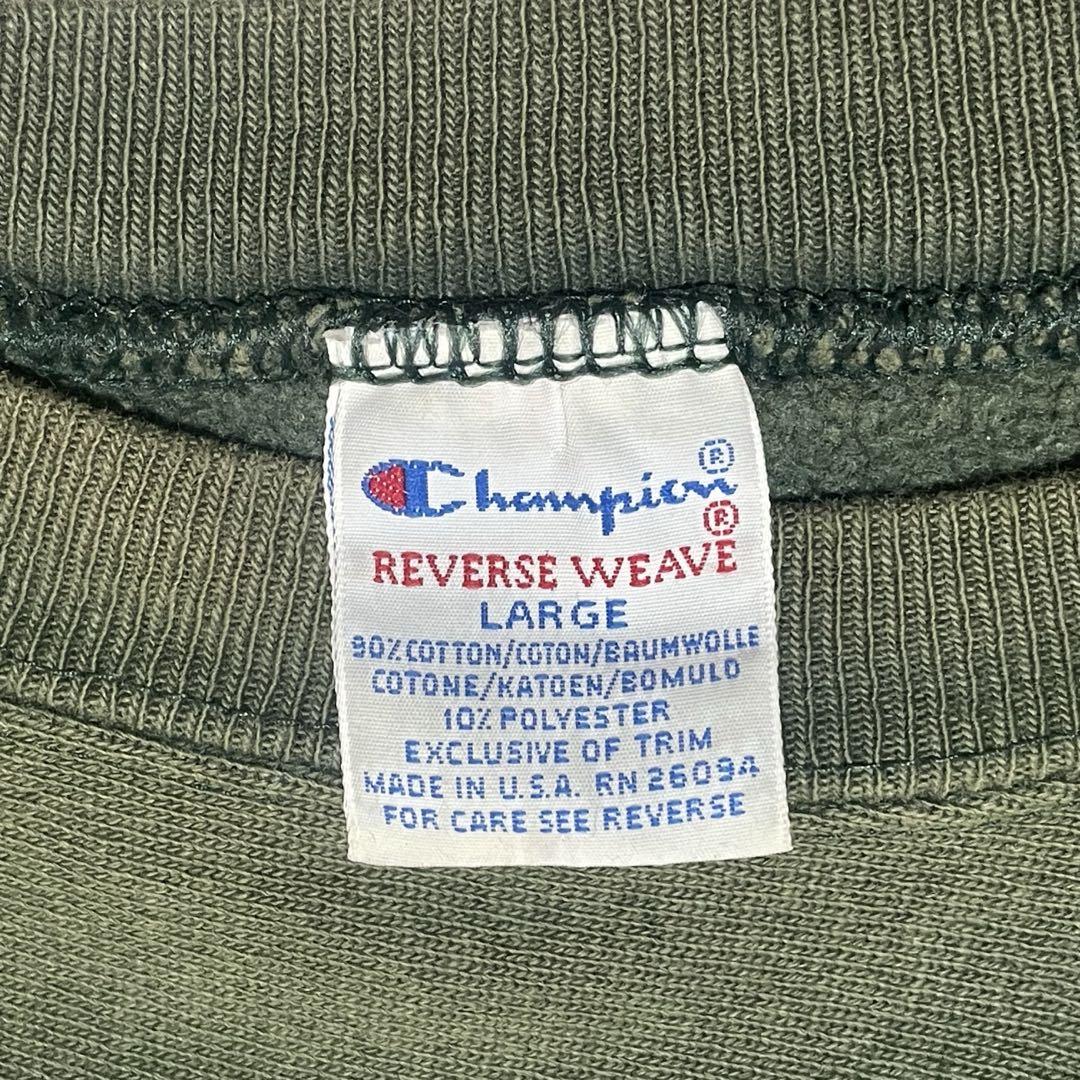 Champion®
REVERSE WEAVE®
LARGE
90% COTTON/COTON/BAUMWOLLE
COTONE/KATOEN/BOMULD
10% POLYESTER
EXCLUSIVE OF TRIM
MADE IN U.S.A. RN 26094
FOR CARE SEE REVERSE